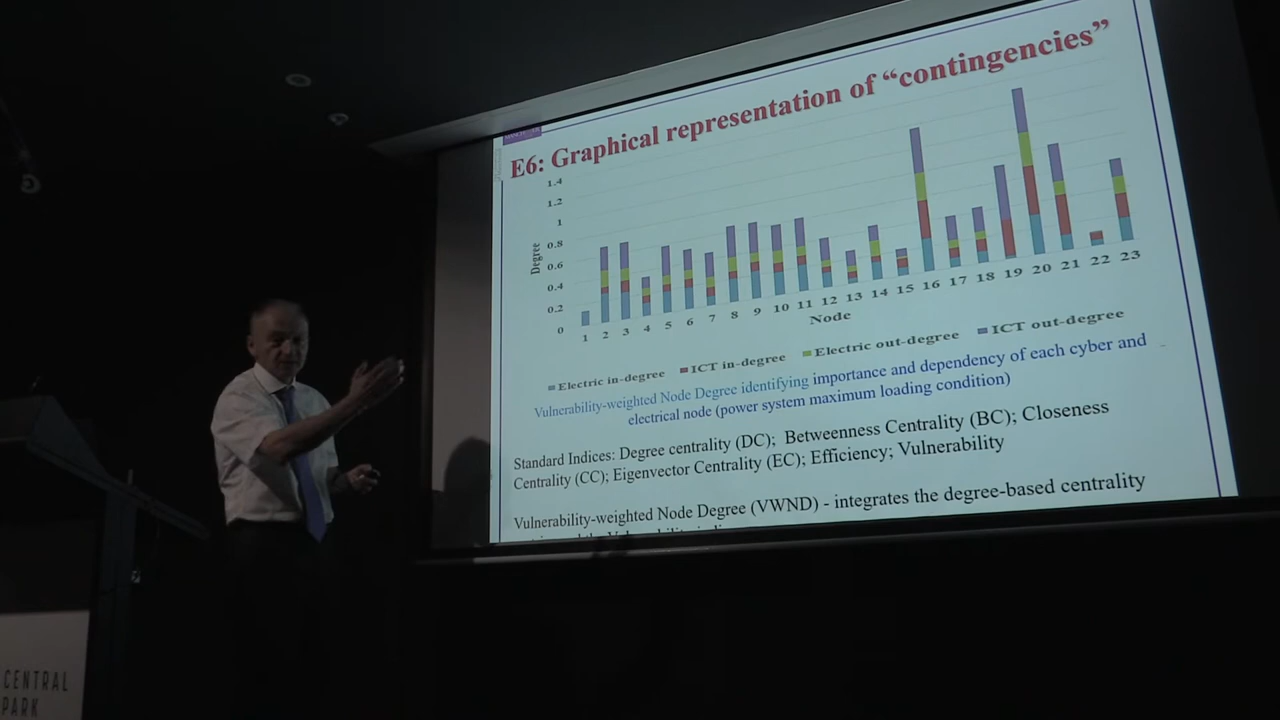 E6: Graphical representation of “contingencies”
1.4
1.2
1
0.8
0.6
0.4
0.2
0
Degree
1 2 3 4 5 6 7 8 9 10 11 12 13 14 15 16 17 18 19 20 21 22 23
Node
Electric in-degree ICT in-degree Electric out-degree ICT out-degree
Vulnerability-weighted Node Degree identifying importance and dependency of each cyber and
electrical node (power system maximum loading condition)
Standard Indices: Degree centrality (DC); Betweenness Centrality (BC); Closeness
Centrality (CC); Eigenvector Centrality (EC); Efficiency; Vulnerability
Vulnerability-weighted Node Degree (VWND) - integrates the degree-based centrality
CENTRAL
PARK